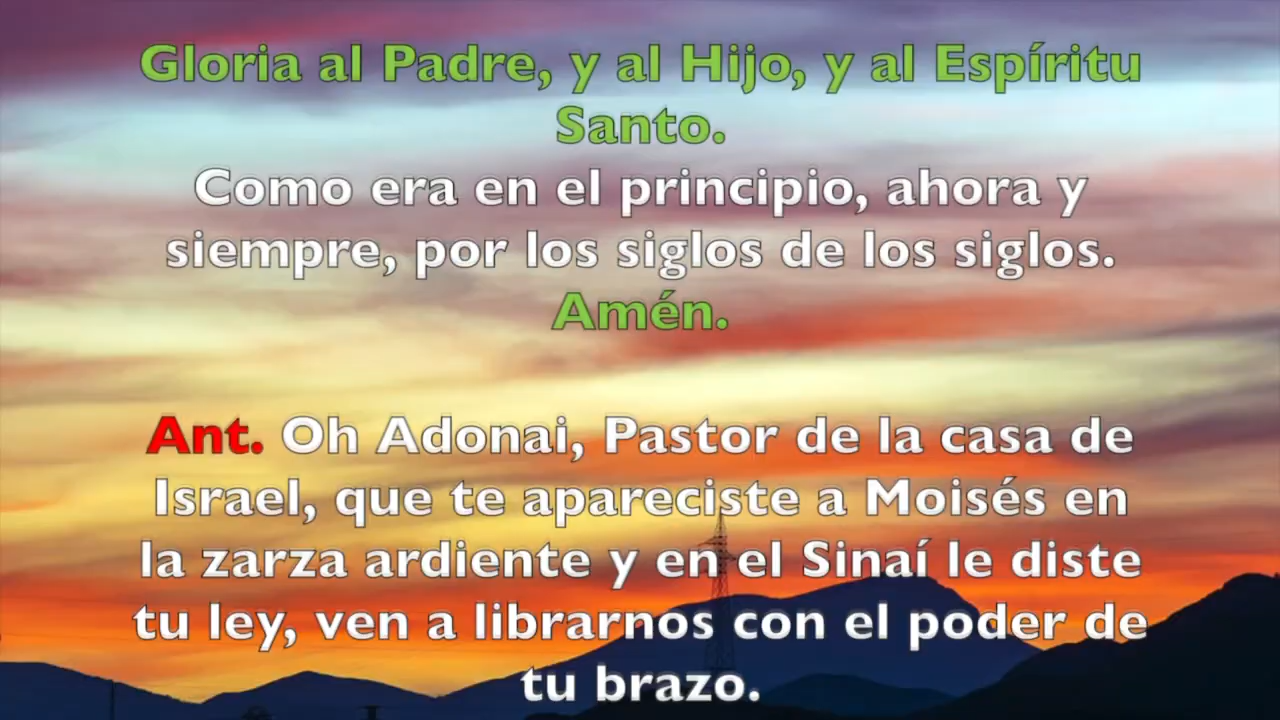 Gloria al Padre, y al Hijo, y al Espíritu
Santo.
Como era en el principio, ahora y
siempre, por los siglos de los siglos.
Amén.
Ant. Oh Adonai, Pastor de la casa de
Israel, que te apareciste a Moisés en
la zarza ardiente y en el Sinaí le diste
tu ley, ven a librarnos con el poder de
tu brazo.